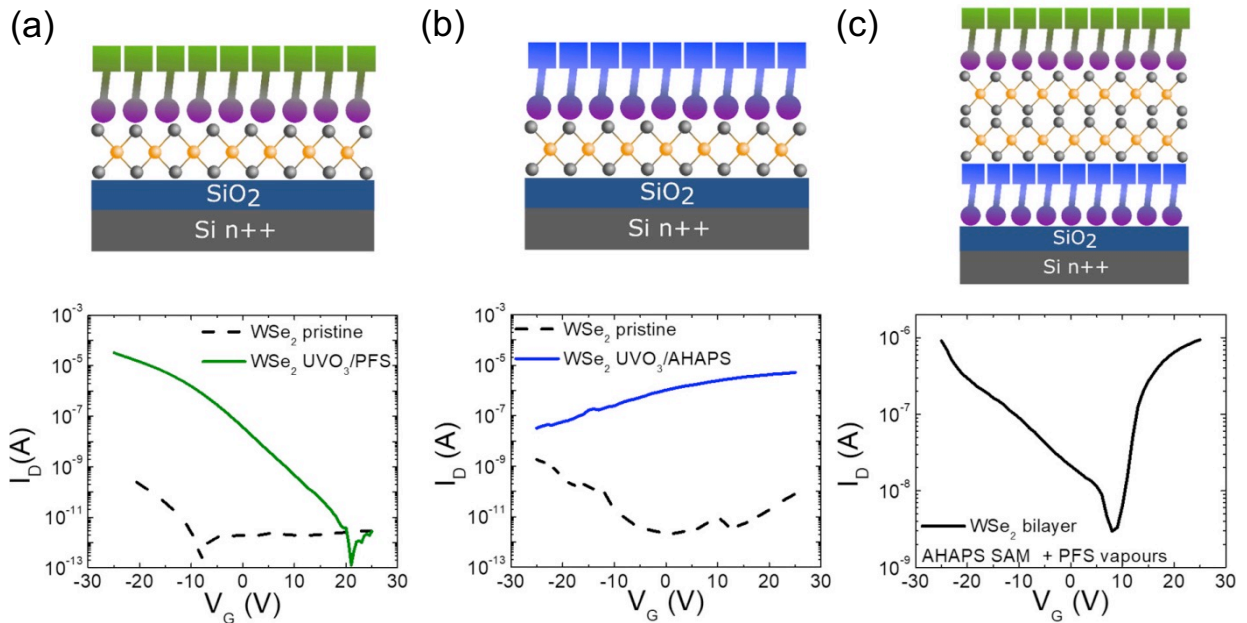 (a)
(b)
(c)
SiO2
Si n++
SiO2
Si n++
SiO2
Si n++
10-3
10-5
10-7
10-9
10-11
10-13
ID (A)
WSe2 pristine
WSe2 UVO3/PFS
-30 -20 -10 0 10 20 30
VG (V)
10-3
10-5
10-7
10-9
10-11
10-13
ID (A)
WSe2 pristine
WSe2 UVO3/AHAPS
-30 -20 -10 0 10 20 30
VG (V)
10-6
10-7
10-8
10-9
ID (A)
WSe2 bilayer
AHAPS SAM + PFS vapours
-30 -20 -10 0 10 20 30
VG (V)